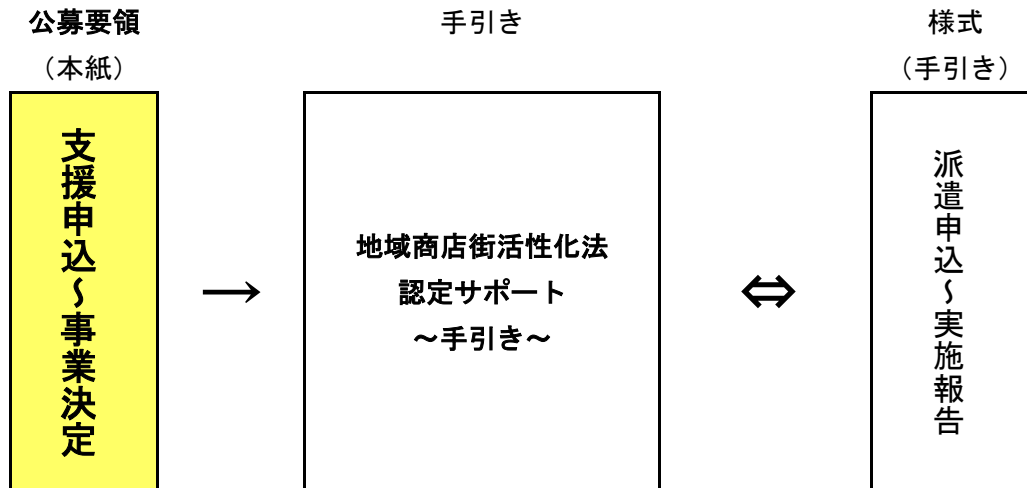 公募要領
（本紙）
支援申込～事業決定
→
手引き
地域商店街活性化法
認定サポート
～手引き～
⇔
様式
（手引き）
派遣申込～実施報告